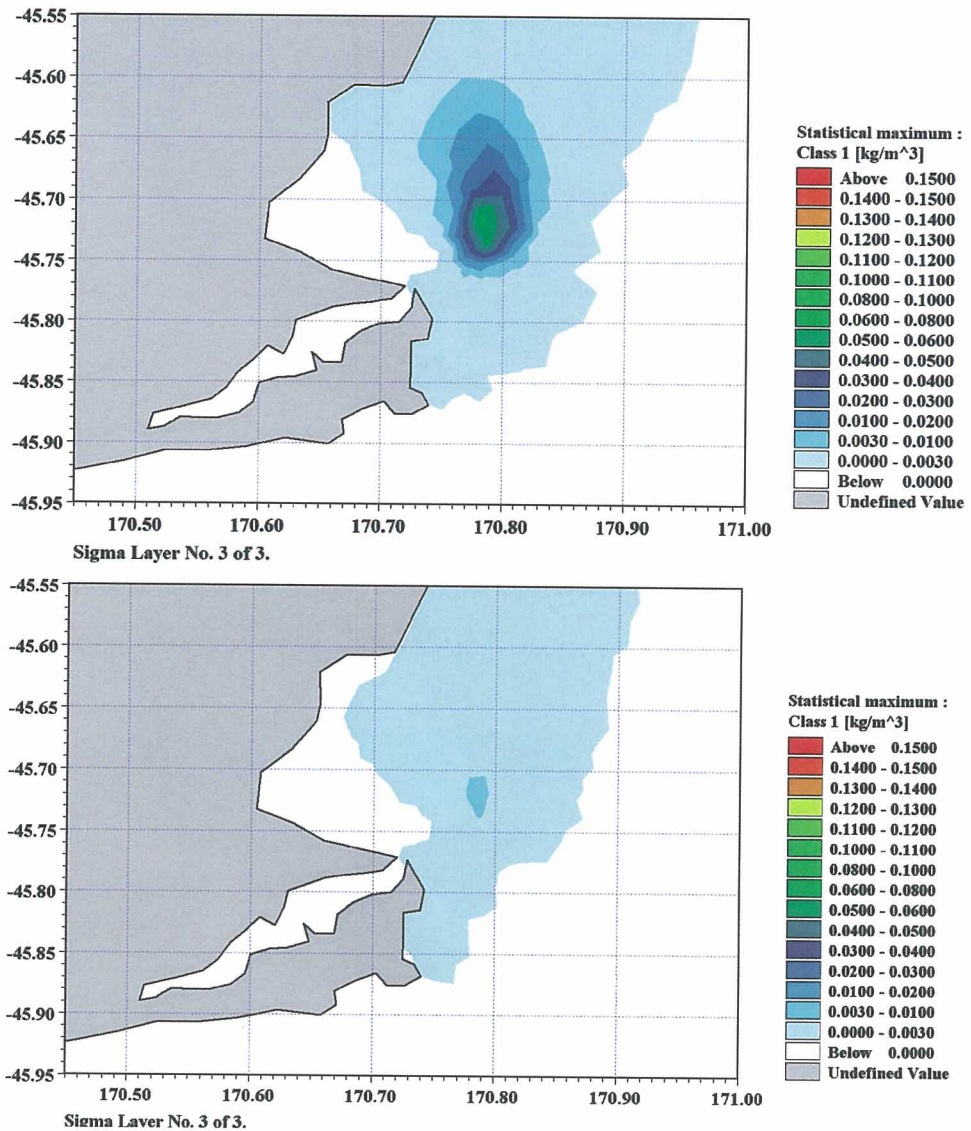 -45.55
-45.60
-45.65
-45.70
-45.75
-45.80
-45.85
-45.90
-45.95
170.50 170.60 170.70 170.80 170.90 171.00
Sigma Layer No. 3 of 3.
Statistical maximum :
Class 1 [kg/m^3]
Above 0.1500
0.1400 - 0.1500
0.1300 - 0.1400
0.1200 - 0.1300
0.1100 - 0.1200
0.1000 - 0.1100
0.0800 - 0.1000
0.0600 - 0.0800
0.0500 - 0.0600
0.0400 - 0.0500
0.0300 - 0.0400
0.0200 - 0.0300
0.0100 - 0.0200
0.0030 - 0.0100
0.0000 - 0.0030
Below 0.0000
Undefined Value
-45.55
-45.60
-45.65
-45.70
-45.75
-45.80
-45.85
-45.90
-45.95
170.50 170.60 170.70 170.80 170.90 171.00
Sigma Layer No. 3 of 3.
Statistical maximum :
Class 1 [kg/m^3]
Above 0.1500
0.1400 - 0.1500
0.1300 - 0.1400
0.1200 - 0.1300
0.1100 - 0.1200
0.1000 - 0.1100
0.0800 - 0.1000
0.0600 - 0.0800
0.0500 - 0.0600
0.0400 - 0.0500
0.0300 - 0.0400
0.0200 - 0.0300
0.0100 - 0.0200
0.0030 - 0.0100
0.0000 - 0.0030
Below 0.0000
Undefined Value